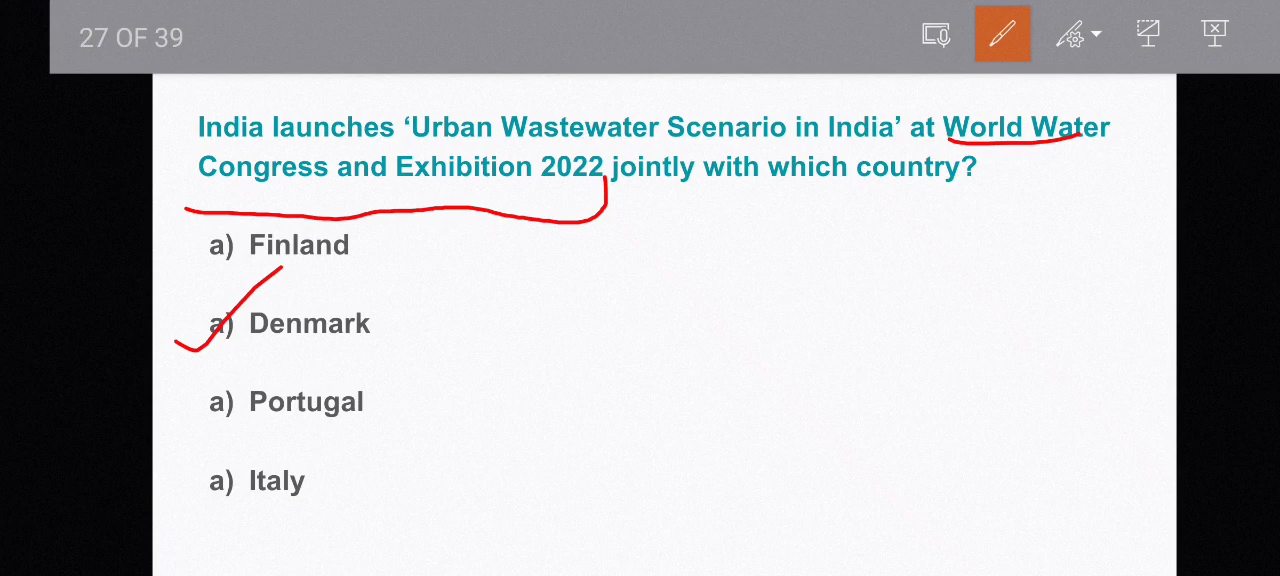 27 OF 39
India launches ‘Urban Wastewater Scenario in India’ at World Water
Congress and Exhibition 2022 jointly with which country?
a) Finland
a) Denmark
a) Portugal
a) Italy